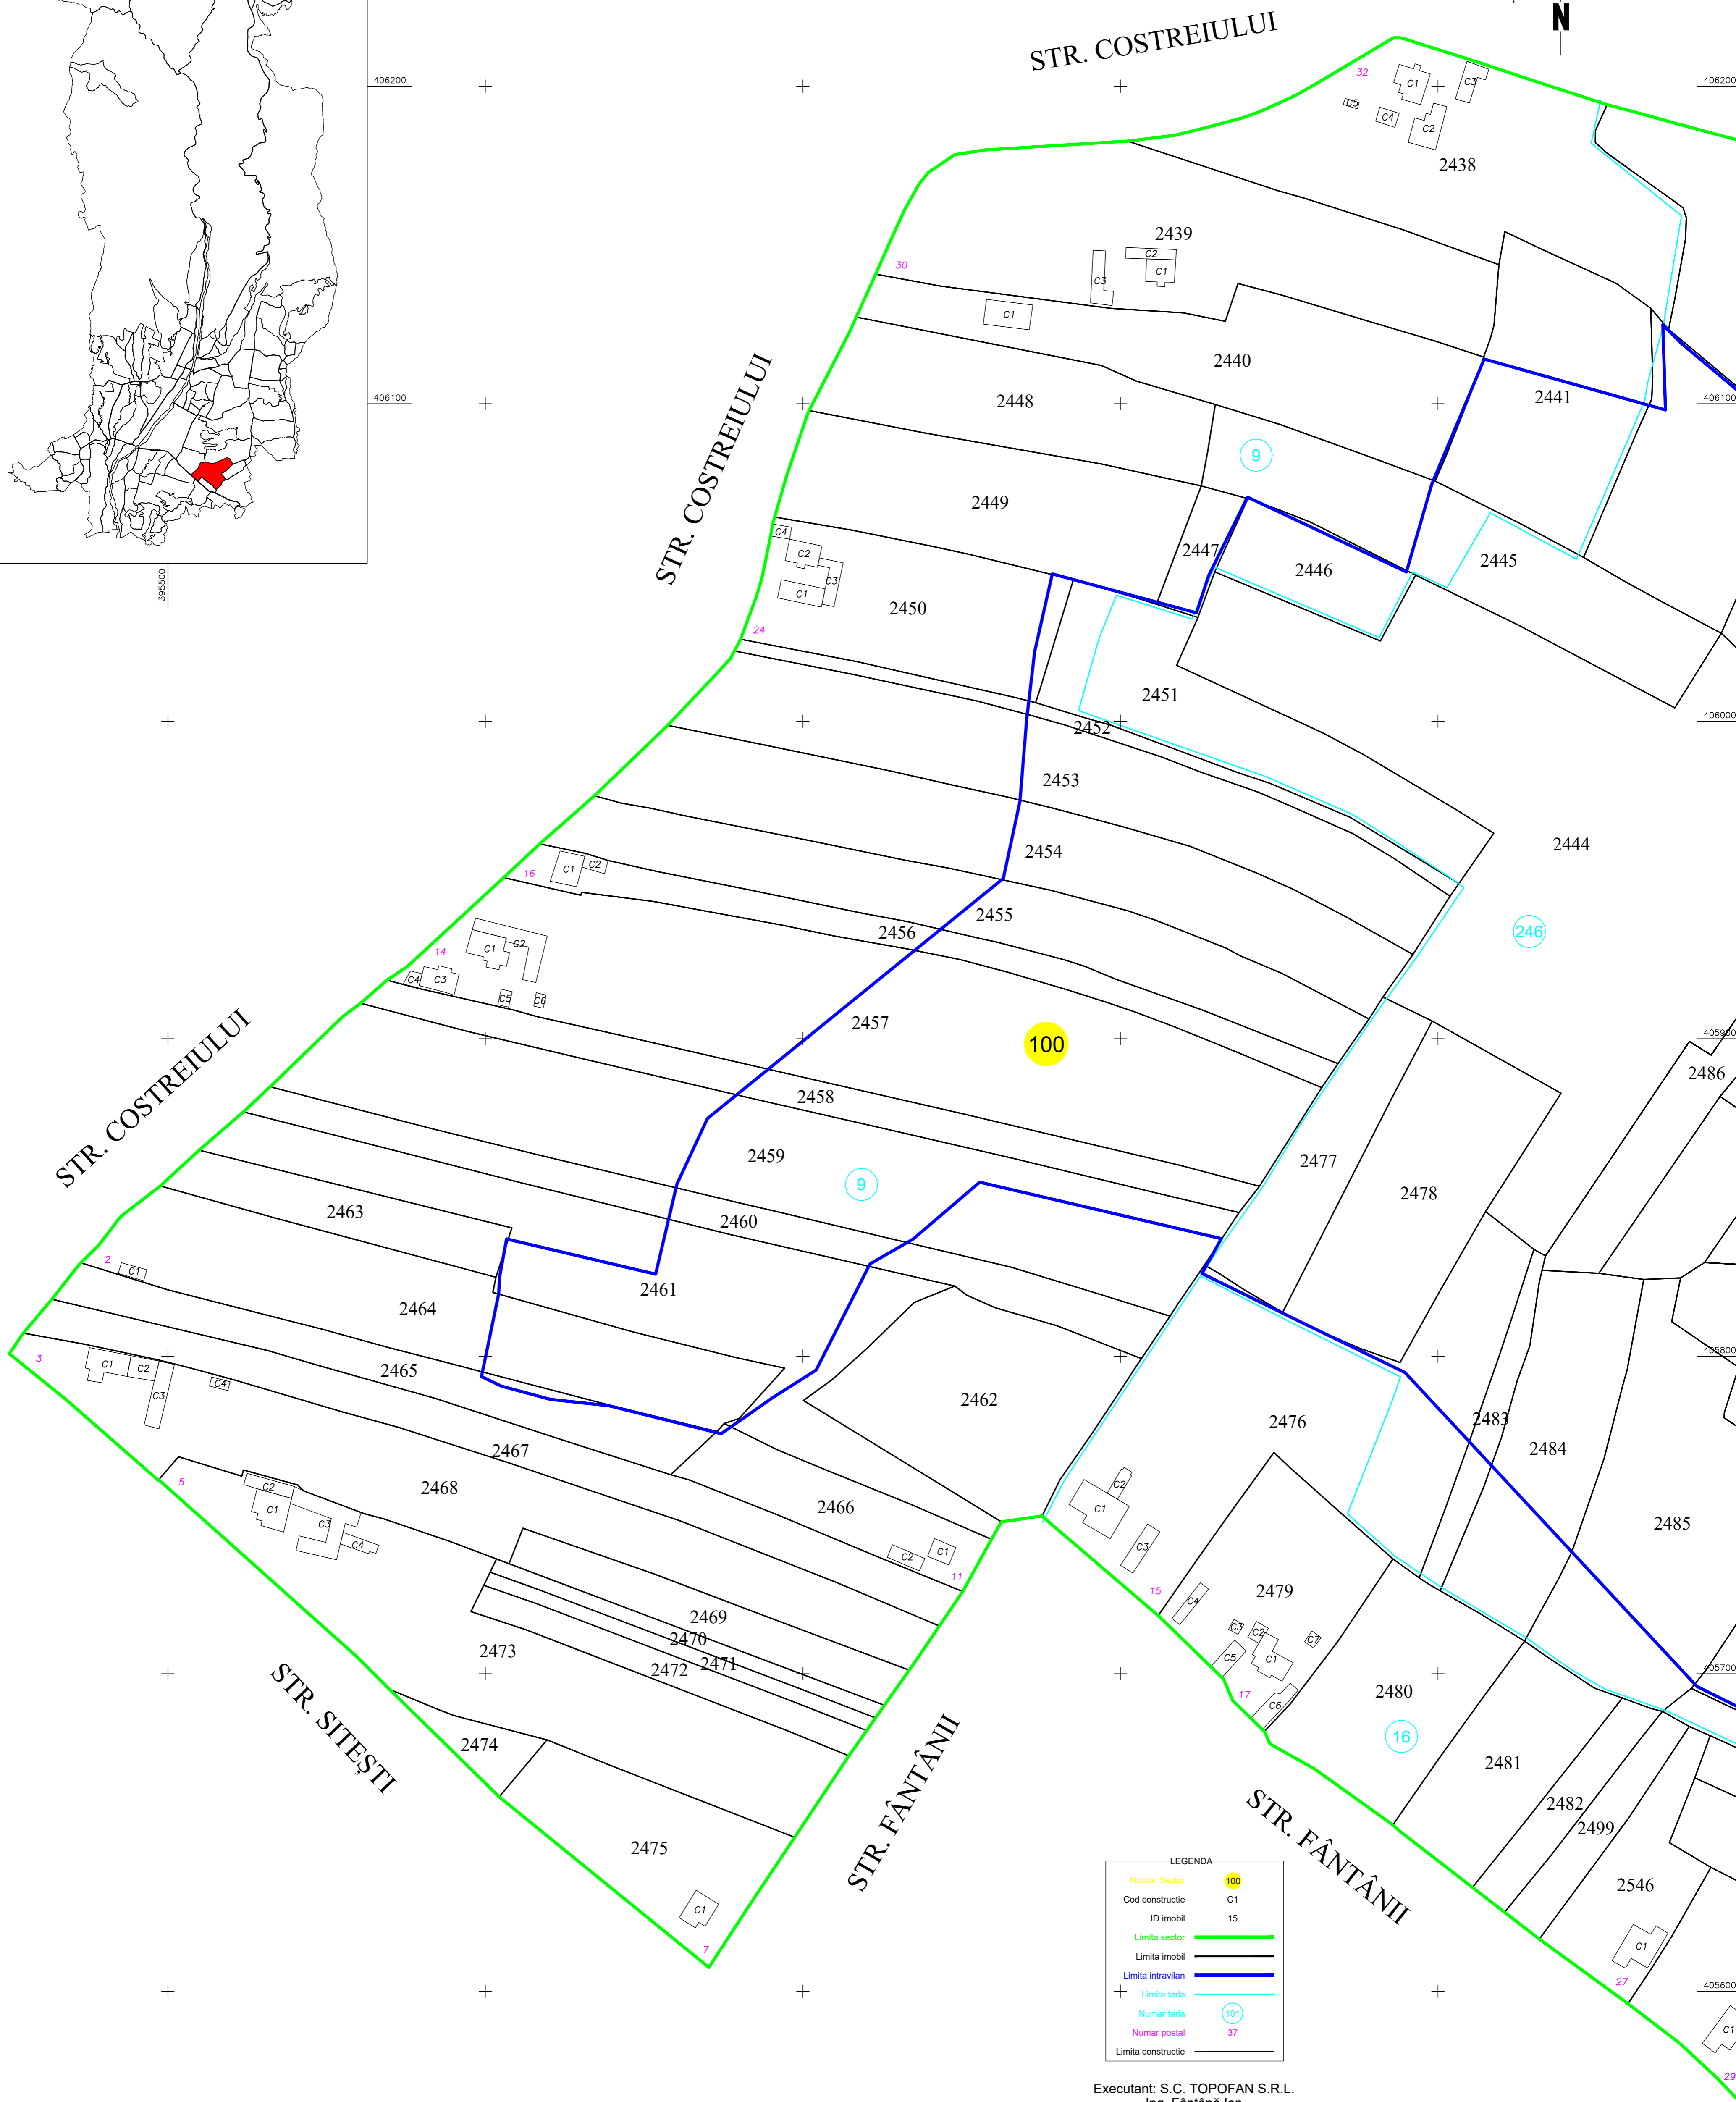 N
STR. COSTREIULUI
406200
406200
32
C1
C3
C5
C4
C2
2438
2439
C2
C1
C3
30
C1
2440
406100
406100
2441
2448
9
STR. COSTREIULUI
2449
C4
C2
C3
C1
2447
2446
2445
395500
2450
24
2451
406000
2452
2453
2454
2444
16
C1
C2
2455
2456
246
14
C1
C2
C4
C3
C5
C6
2457
100
405900
2486
STR. COSTREIULUI
2458
2459
9
2477
2478
2463
2460
2
C1
2461
2464
405800
3
C1
C2
C3
C4
2465
2462
2476
2483
2484
2467
5
C2
C1
C3
C4
2468
2466
C2
C1
C2
C1
C3
11
2485
15
2479
C4
C3
C2
C5
C1
C7
2469
2470
2471
2472
2473
405700
17
C6
2480
STR. SITEȘTI
2474
16
2481
STR. FÂNTÂNII
2482
2499
2475
STR. FÂNTÂNII
2546
C1
7
C1
27
405600
C1
29
LEGENDA
Numar Sector 100
Cod constructie C1
ID imobil 15
Limita sector
Limita imobil
Limita intravilan
Limita tarla
Numar tarla 101
Numar postal 37
Limita constructie
Executant: S.C. TOPOFAN S.R.L.
Ing. Fântână Ion